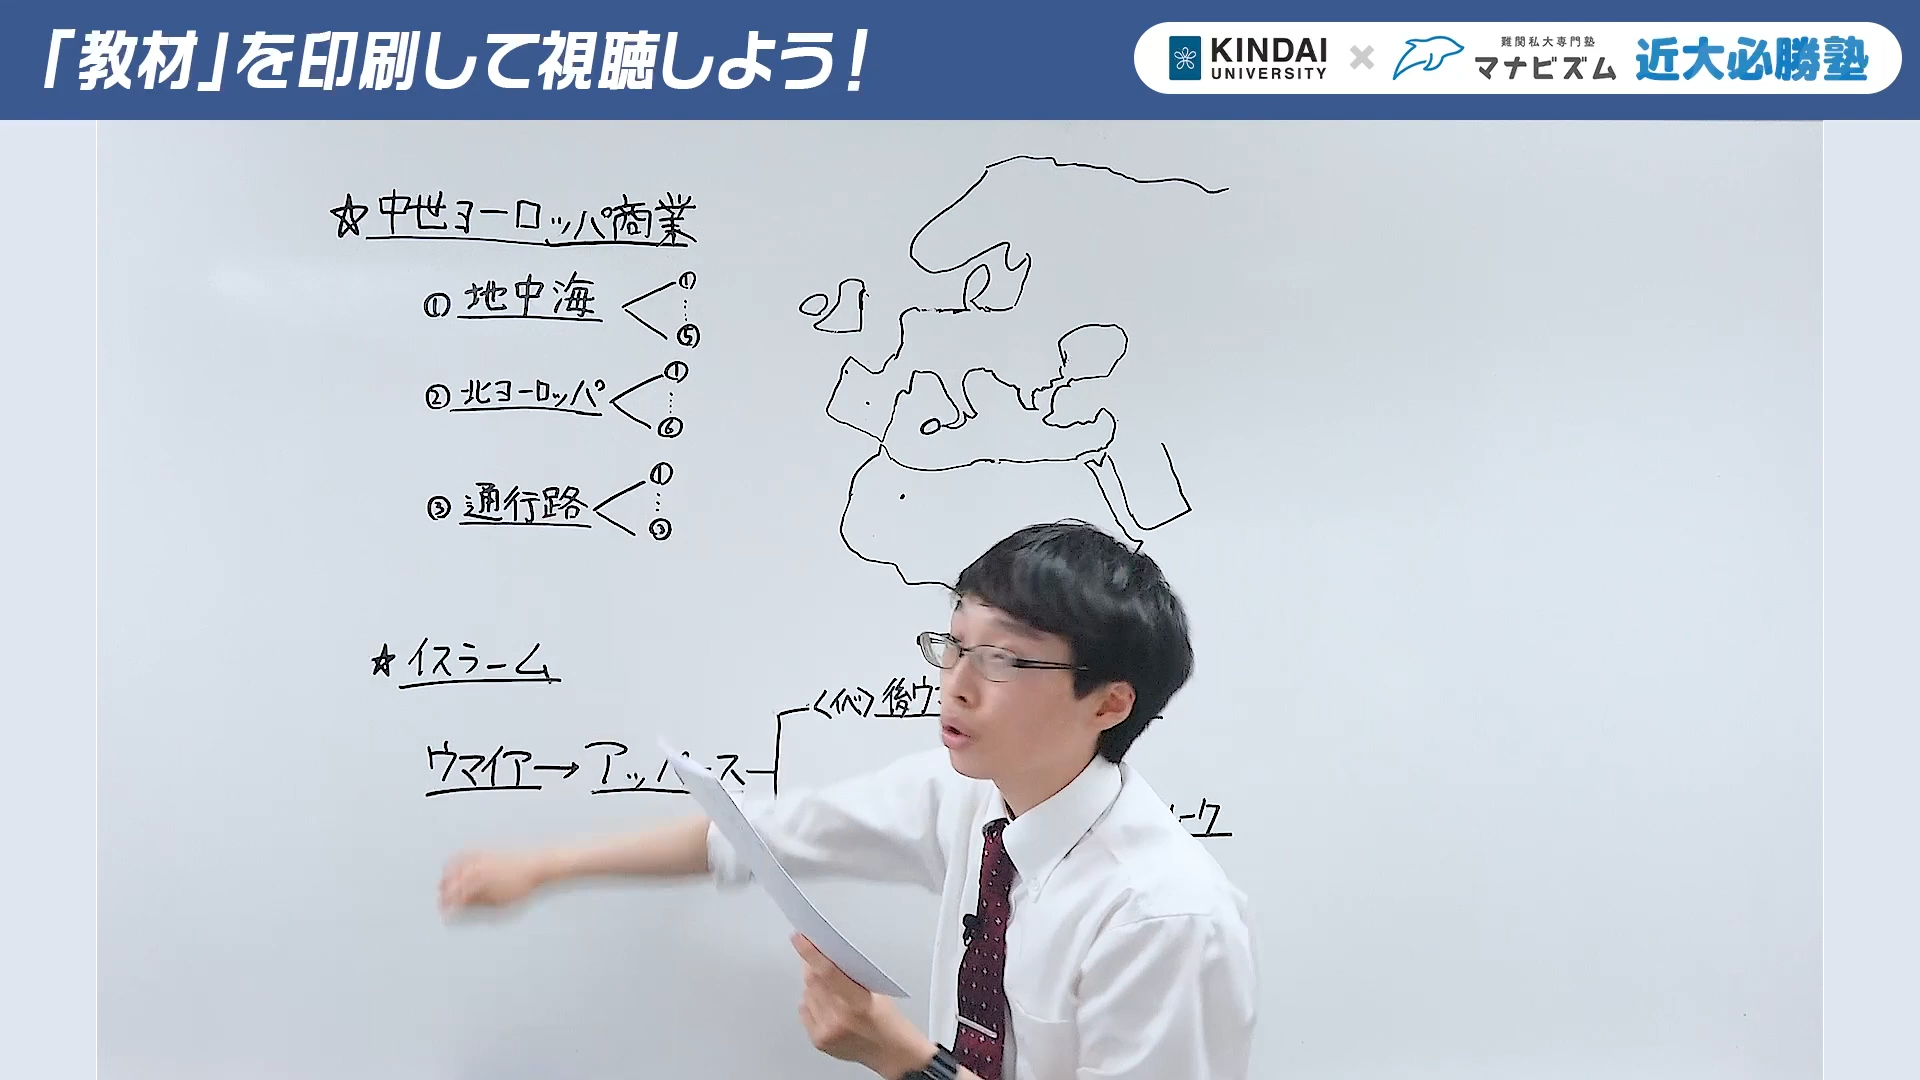 「教材」を印刷して視聴しよう!
KINDAI UNIVERSITY × 難関私大専門塾 マナビズム 近大必勝塾
☆中世ヨーロッパ商業
① 地中海 ① ⑤
② 北ヨーロッパ ① ⑥
③ 通行路 ① ③
☆イスラーム
〈イベ〉後ウ
ウマイア→アッバース
ーク